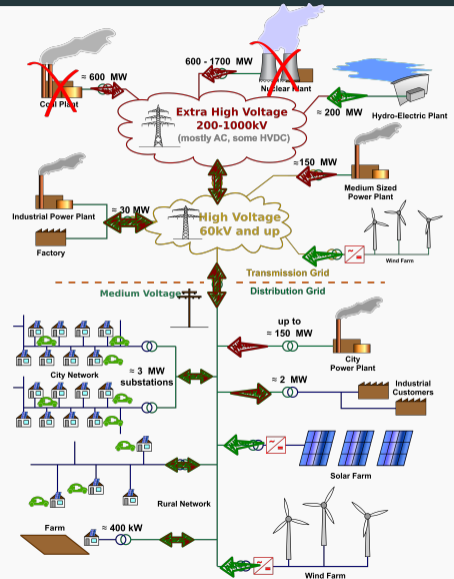 ≈ 600 MW
Coal Plant
600 - 1700 MW
Nuclear Plant
Extra High Voltage
200-1000kV
(mostly AC, some HVDC)
≈ 200 MW
Hydro-Electric Plant
≈150 MW
Medium Sized
Power Plant
Industrial Power Plant
≈ 30 MW
Factory
High Voltage
60kV and up
Wind Farm
Transmission Grid
Medium Voltage
Distribution Grid
up to
≈ 150 MW
City
Power Plant
City Network
≈ 3 MW
substations
≈ 2 MW
Industrial
Customers
Solar Farm
Rural Network
Farm
≈ 400 kW
Wind Farm